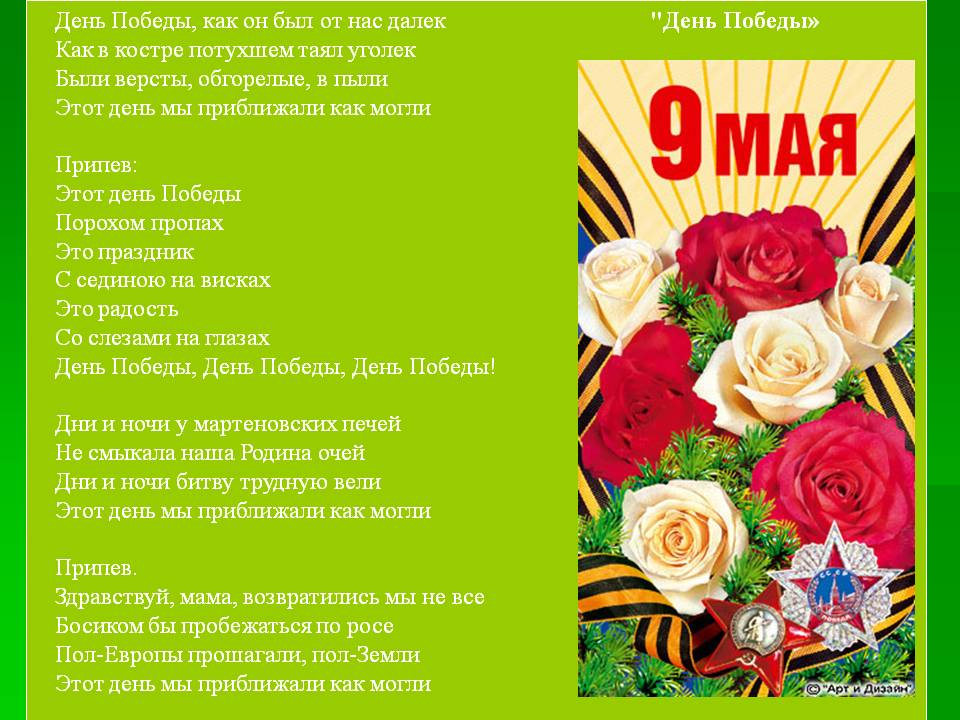 День Победы, как он был от нас далек
Как в костре потухшем таял уголек
Были версты, обгорелые, в пыли
Этот день мы приближали как могли

Припев:
Этот день Победы
Порохом пропах
Это праздник
С сединою на висках
Это радость
Со слезами на глазах
День Победы, День Победы, День Победы!

Дни и ночи у мартеновских печей
Не смыкала наша Родина очей
Дни и ночи битву трудную вели
Этот день мы приближали как могли

Припев.
Здравствуй, мама, возвратились мы не все
Босиком бы пробежаться по росе
Пол-Европы прошагали, пол-Земли
Этот день мы приближали как могли

"День Победы»
9 МАЯ
СССР
ПОБЕДА
© "Арт и Дизайн"